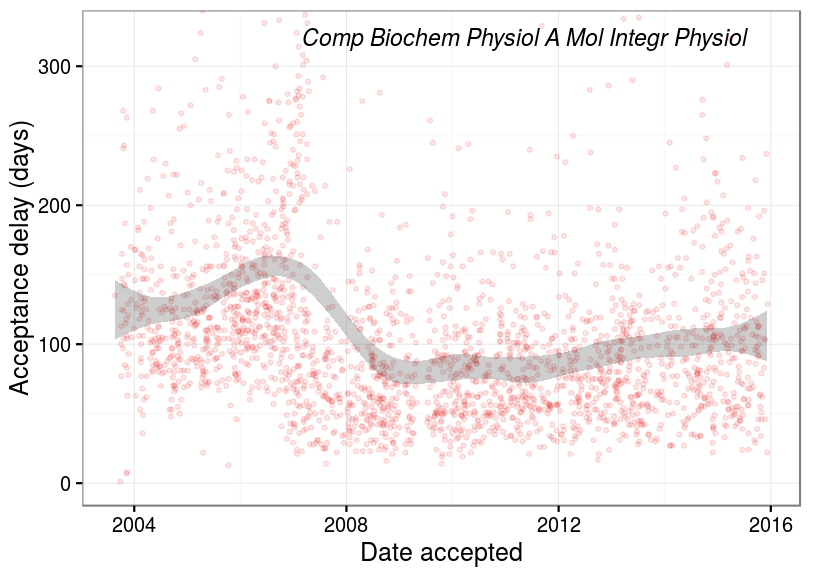 Comp Biochem Physiol A Mol Integr Physiol
Acceptance delay (days)
300
200
100
0
2004 2008 2012 2016
Date accepted